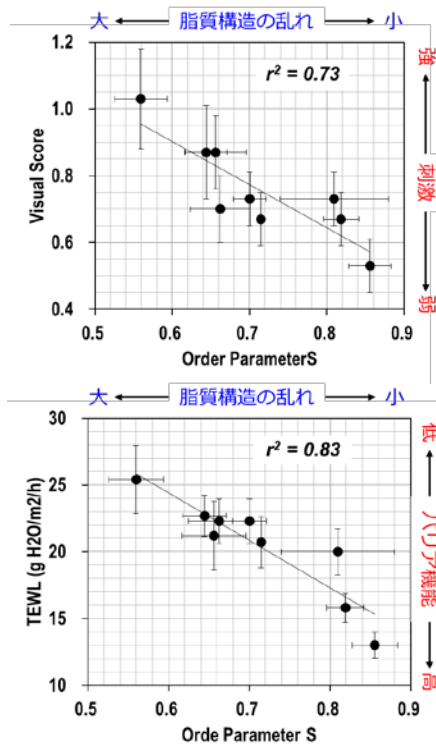 大 ← 脂質構造の乱れ → 小
r² = 0.73
1.2
1.0
0.8
0.6
0.4
Visual Score
0.5 0.6 0.7 0.8 0.9
Order ParameterS
強
刺激
弱
大 ← 脂質構造の乱れ → 小
r² = 0.83
30
25
20
15
10
TEWL (g H2O/m2/h)
0.5 0.6 0.7 0.8 0.9
Orde Parameter S
低
バリア機能
高